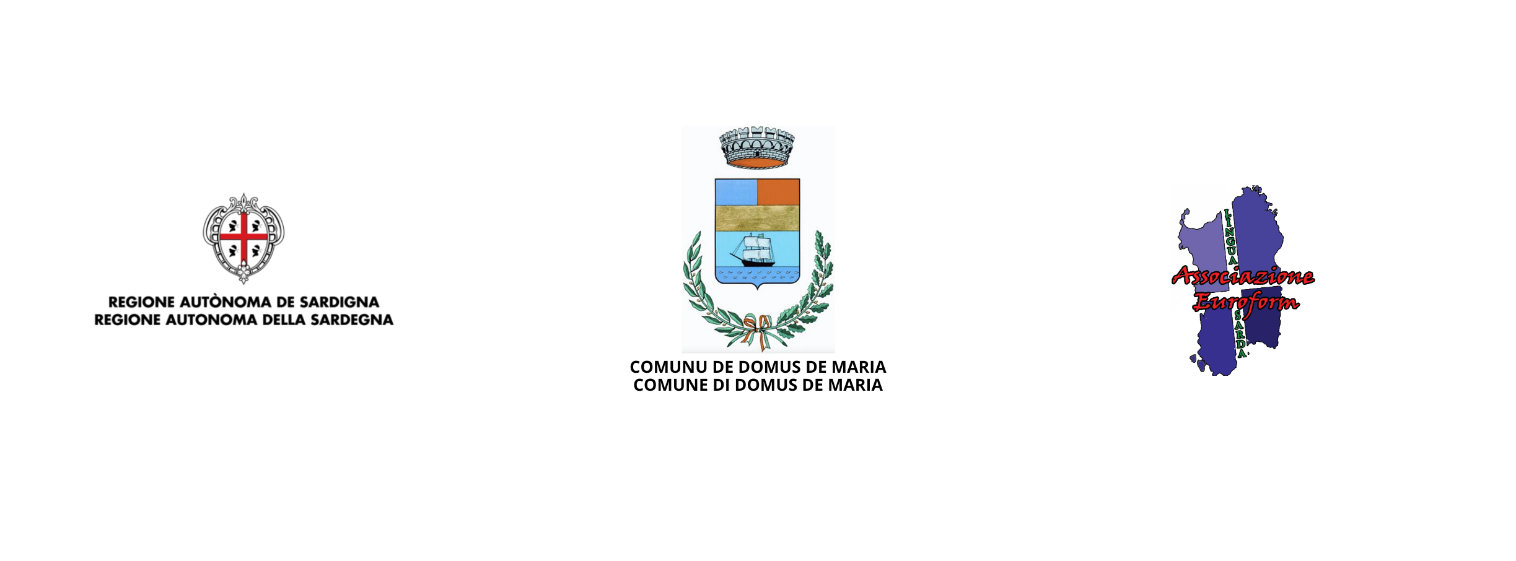 REGIONE AUTÒNOMA DE SARDIGNA
REGIONE AUTONOMA DELLA SARDEGNA
COMUNU DE DOMUS DE MARIA
COMUNE DI DOMUS DE MARIA
LINGUA
Associazione
Euroform
SARDA